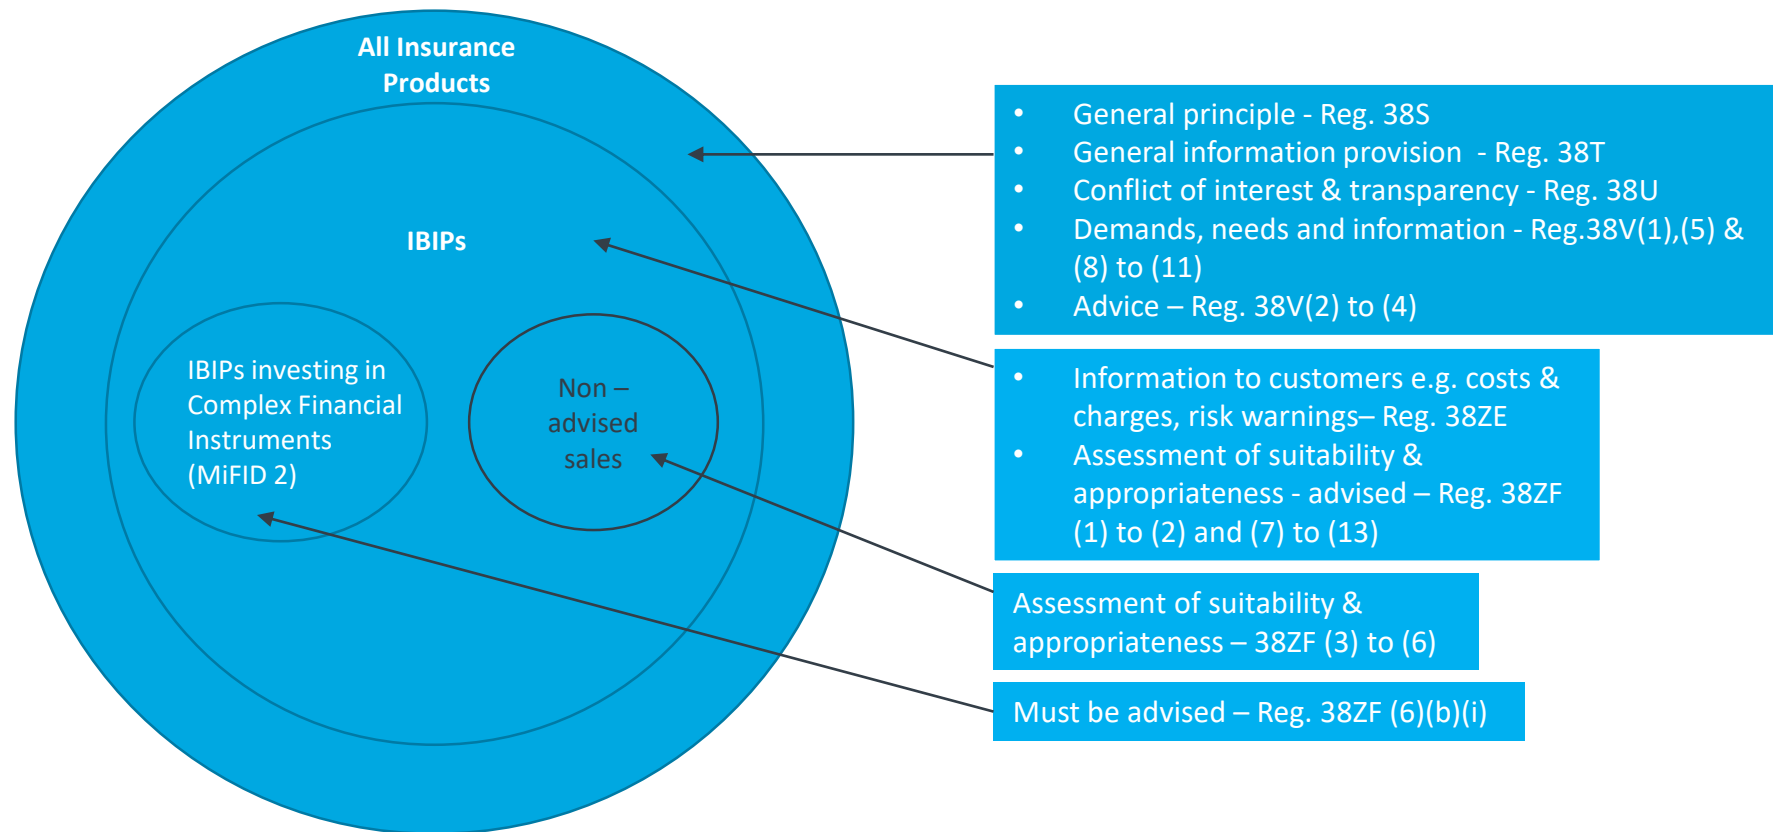 All Insurance
Products
IBIPs
IBIPs investing in
Complex Financial
Instruments
(MiFID 2)
Non –
advised
sales
• General principle - Reg. 38S
• General information provision  - Reg. 38T
• Conflict of interest & transparency - Reg. 38U
• Demands, needs and information - Reg.38V(1),(5) &
(8) to (11)
• Advice – Reg. 38V(2) to (4)
• Information to customers e.g. costs &
charges, risk warnings– Reg. 38ZE
• Assessment of suitability &
appropriateness - advised – Reg. 38ZF
(1) to (2) and (7) to (13)
Assessment of suitability &
appropriateness – 38ZF (3) to (6)
Must be advised – Reg. 38ZF (6)(b)(i)